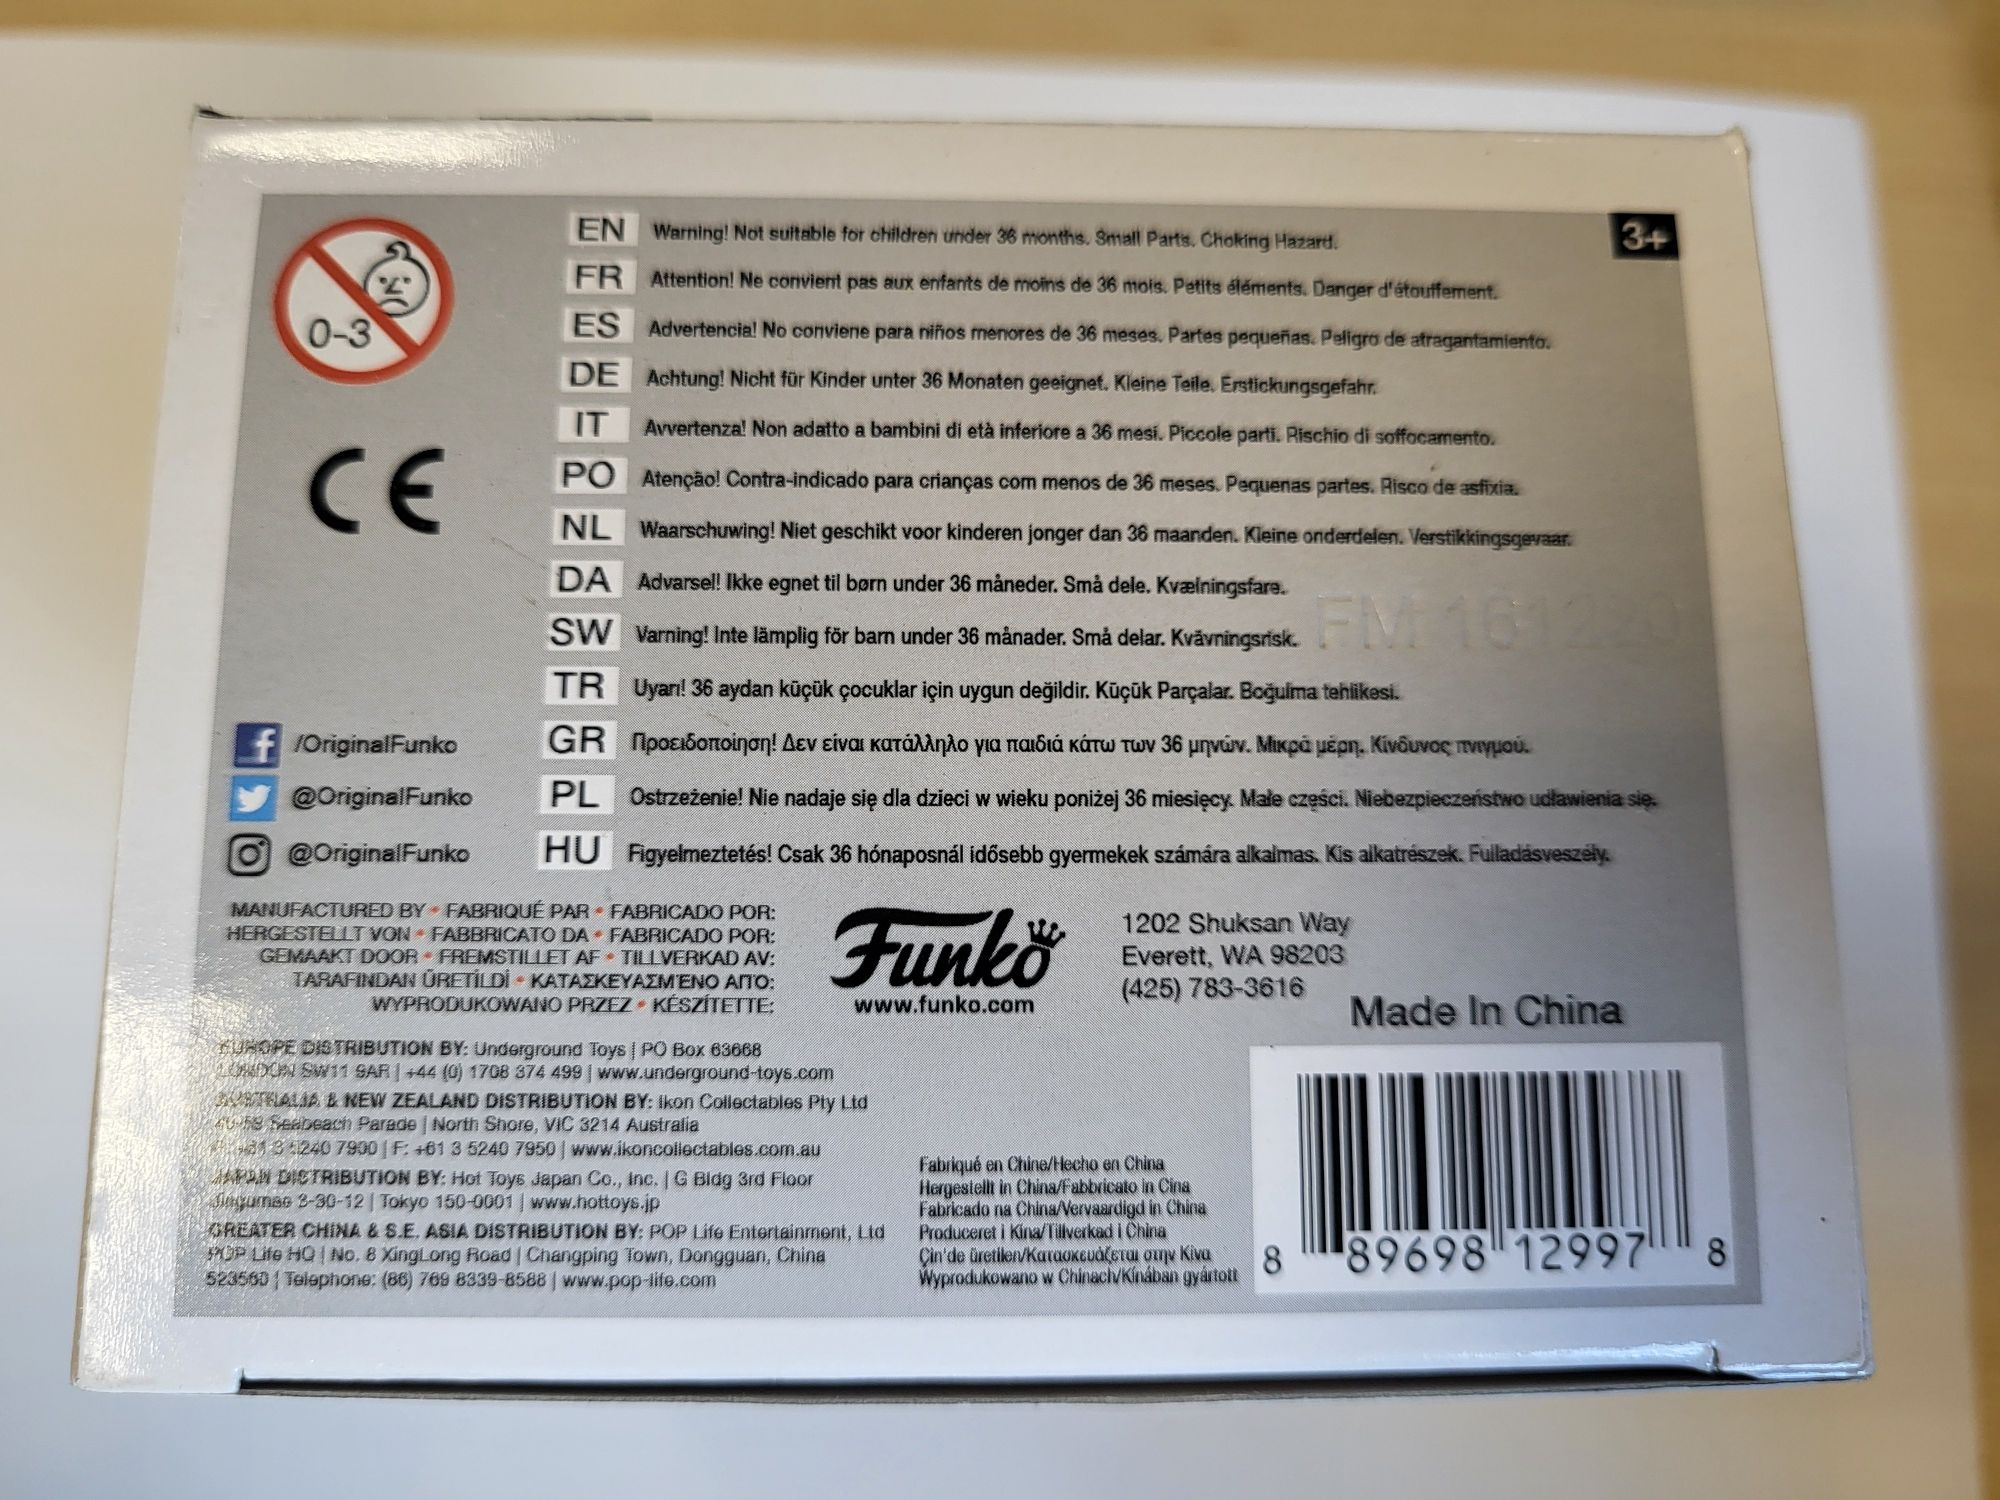 EN Warning! Not suitable for children under 36 months. Small Parts. Choking Hazard.
3+
FR Attention! Ne convient pas aux enfants de moins de 36 mois. Petits éléments. Danger d'étouffement.
0-3
ES Advertencia! No conviene para niños menores de 36 meses. Partes pequeñas. Peligro de atragantamiento.
DE Achtung! Nicht für Kinder unter 36 Monaten geeignet. Kleine Teile. Erstickungsgefahr.
IT Avvertenza! Non adatto a bambini di età inferiore a 36 mesi. Piccole parti. Rischio di soffocamento.
CE
PO Atenção! Contra-indicado para crianças com menos de 36 meses. Pequenas partes. Risco de asfixia.
NL Waarschuwing! Niet geschikt voor kinderen jonger dan 36 maanden. Kleine onderdelen. Verstikkingsgevaar.
DA Advarsel! Ikke egnet til børn under 36 måneder. Små dele. Kvælningsfare.
SW Varning! Inte lämplig för barn under 36 månader. Små delar. Kvävningsrisk.
FM
TR Uyarı! 36 aydan küçük çocuklar için uygun değildir. Küçük Parçalar. Boğulma tehlikesi.
GR Προειδοποίηση! Δεν είναι κατάλληλο για παιδιά κάτω των 36 μηνών. Μικρά μέρη. Κίνδυνος πνιγμού.
PL Ostrzeżenie! Nie nadaje się dla dzieci w wieku poniżej 36 miesięcy. Małe części. Niebezpieczeństwo udławienia się.
HU Figyelmeztetés! Csak 36 hónaposnál idősebb gyermekek számára alkalmas. Kis alkatrészek. Fulladásveszély.
/OriginalFunko
@OriginalFunko
@OriginalFunko
MANUFACTURED BY • FABRIQUÉ PAR • FABRICADO POR:
HERGESTELLT VON • FABBRICATO DA • FABRICADO POR:
GEMAAKT DOOR • FREMSTILLET AF • TILLVERKAD AV:
TARAFINDAN ÜRETİLDİ • ΚΑΤΑΣΚΕΥΑΣΜΈΝΟ ΑΠΌ:
WYPRODUKOWANO PRZEZ • KÉSZÍTETTE:
Funko
www.funko.com
1202 Shuksan Way
Everett, WA 98203
(425) 783-3616
Made In China
EUROPE DISTRIBUTION BY: Underground Toys | PO Box 63668
LONDON SW11 9AR | +44 (0) 1708 374 499 | www.underground-toys.com
AUSTRALIA & NEW ZEALAND DISTRIBUTION BY: Ikon Collectables Pty Ltd
Seabeach Parade | North Shore, VIC 3214 Australia
P: +61 3 5240 7900 | F: +61 3 5240 7950 | www.ikoncollectables.com.au
JAPAN DISTRIBUTION BY: Hot Toys Japan Co., Inc. | G Bldg 3rd Floor
Jingumae 3-30-12 | Tokyo 150-0001 | www.hottoys.jp
GREATER CHINA & S.E. ASIA DISTRIBUTION BY: POP Life Entertainment, Ltd
POP Life HQ | No. 8 XingLong Road | Changping Town, Dongguan, China
523560 | Telephone: (86) 769 8339-8588 | www.pop-life.com
Fabriqué en Chine/Hecho en China
Hergestellt in China/Fabbricato in Cina
Fabricado na China/Vervaardigd in China
Produceret i Kina/Tillverkad i China
Çin'de üretilen/Κατασκευάζεται στην Κίνα
Wyprodukowano w Chinach/Kínában gyártott
8 89698 12997 8